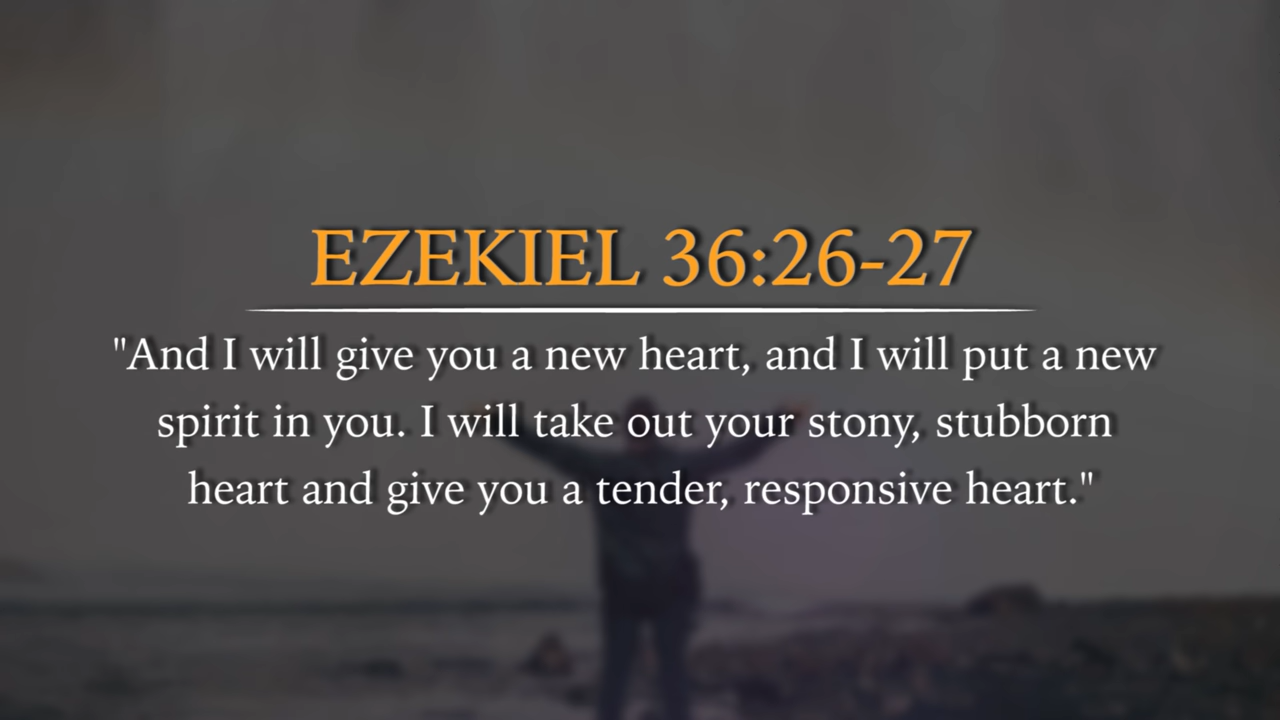 EZEKIEL 36:26-27
"And I will give you a new heart, and I will put a new
spirit in you. I will take out your stony, stubborn
heart and give you a tender, responsive heart."